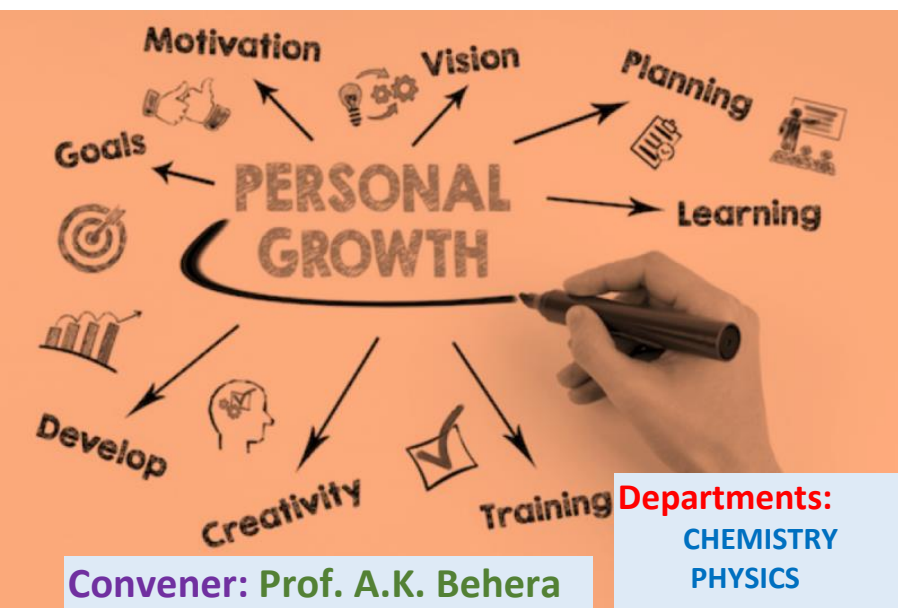 Motivation
Vision
Planning
Goals
PERSONAL
GROWTH
Learning
Develop
Creativity
Training
Departments:
CHEMISTRY
PHYSICS
Convener: Prof. A.K. Behera